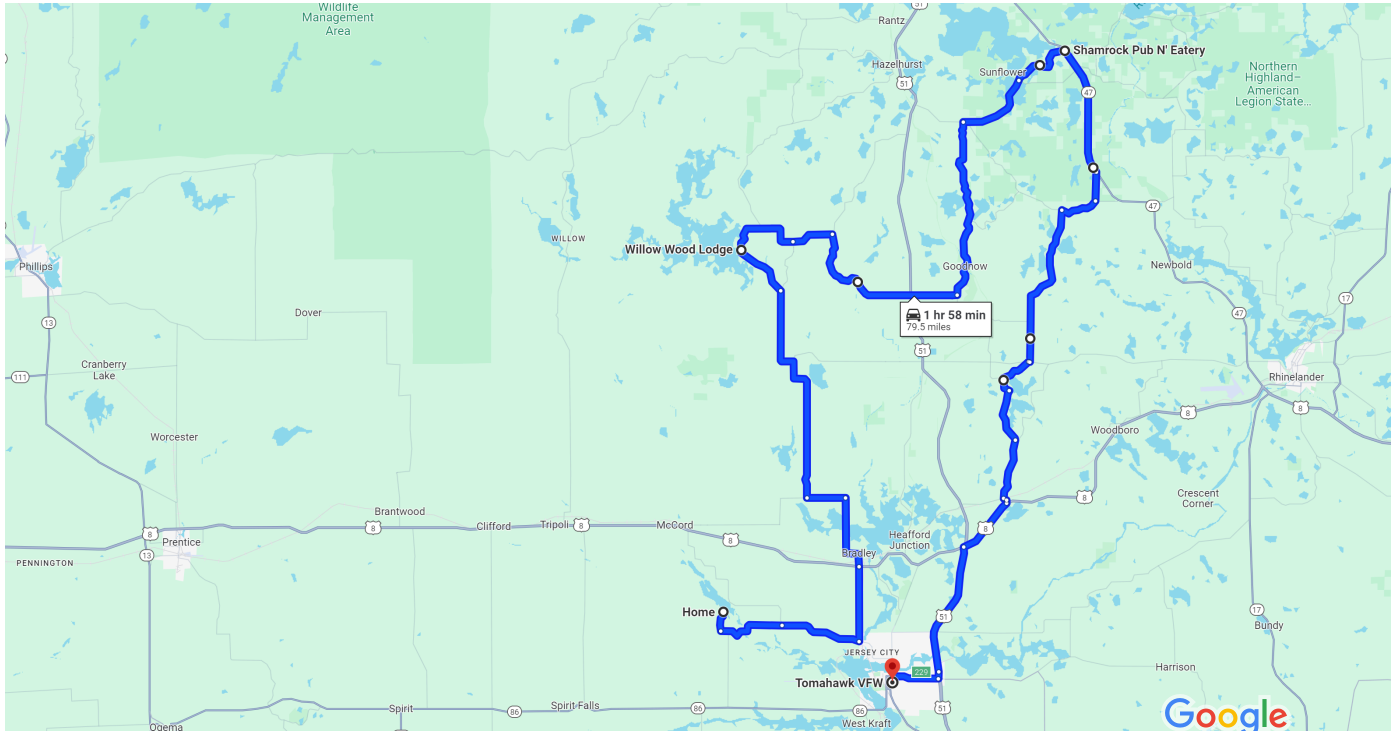 Wildlife
Management
Area
51
Rantz
Shamrock Pub N' Eatery
Hazelhurst
Sunflower
Northern
Highland–
American
Legion State...
51
47
47
WILLOW
Willow Wood Lodge
Phillips
Goodnow
Newbold
17
1 hr 58 min
79.5 miles
Dover
13
47
51
Cranberry
Lake
111
Rhinelander
8
8
Worcester
Woodboro
8
Crescent
Corner
Brantwood
Clifford
Tripoli
8
McCord
8
8
8
8
Heafford
Junction
Prentice
13
Bradley
PENNINGTON
Home
51
17
Bundy
JERSEY CITY
Harrison
229
Tomahawk VFW
Spirit
86
Spirit Falls
86
86
51
West Kraft
Ogema
Google